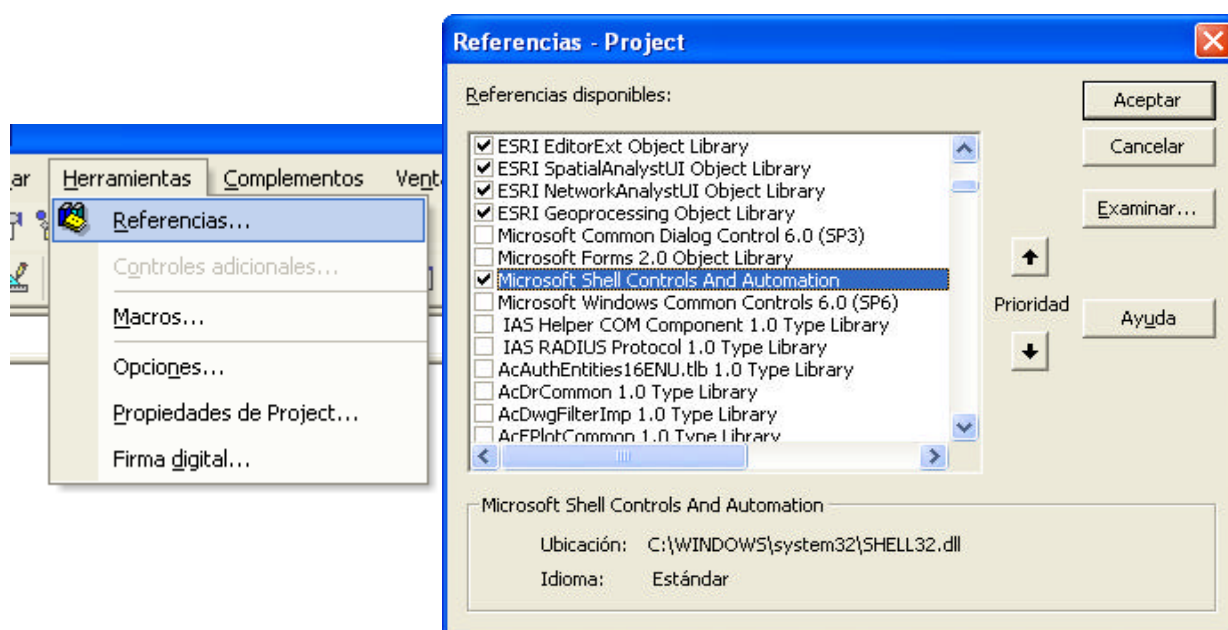 ar Herramientas Complementos Vent
Referencias...
Controles adicionales...
Macros...
Opciones...
Propiedades de Project...
Firma digital...
Referencias - Project
Referencias disponibles:
ESRI EditorExt Object Library
ESRI SpatialAnalystUI Object Library
ESRI NetworkAnalystUI Object Library
ESRI Geoprocessing Object Library
Microsoft Common Dialog Control 6.0 (SP3)
Microsoft Forms 2.0 Object Library
Microsoft Shell Controls And Automation
Microsoft Windows Common Controls 6.0 (SP6)
IAS Helper COM Component 1.0 Type Library
IAS RADIUS Protocol 1.0 Type Library
AcAuthEntities16ENU.tlb 1.0 Type Library
AcDrCommon 1.0 Type Library
AcDwgFilterImp 1.0 Type Library
AcEPlotCommon 1.0 Type Library
Aceptar
Cancelar
Examinar...
Prioridad
Ayuda
Microsoft Shell Controls And Automation
Ubicación: C:\WINDOWS\system32\SHELL32.dll
Idioma: Estándar